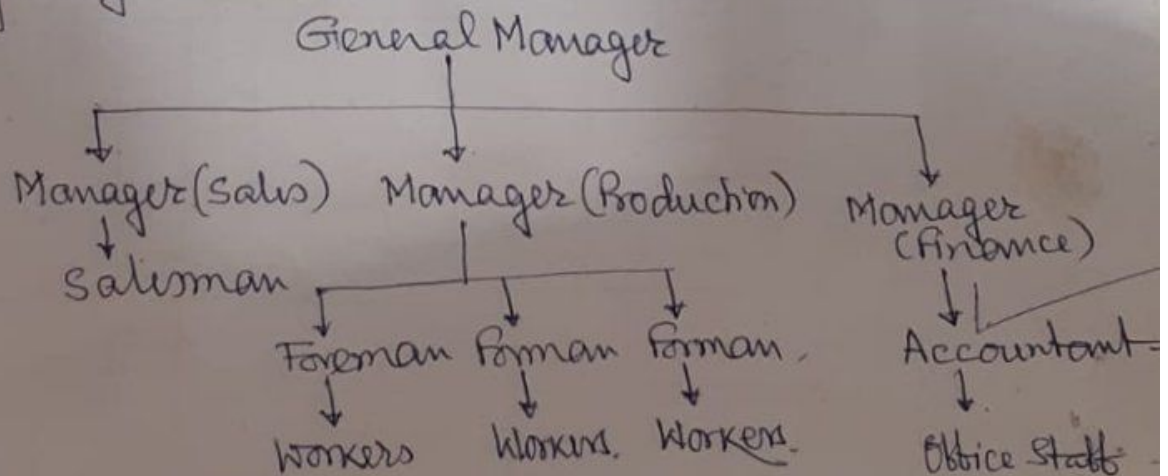 General Manager
Manager (Sales) Manager (Production) Manager (Finance)
Salesman
Foreman Forman Forman. Accountant
Workers Workers. Workers. Office Staff